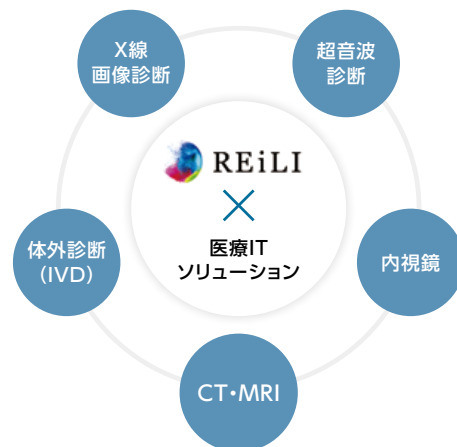 X線
画像診断
超音波
診断
REiLI
×
医療IT
ソリューション
体外診断
(IVD)
内視鏡
CT・MRI